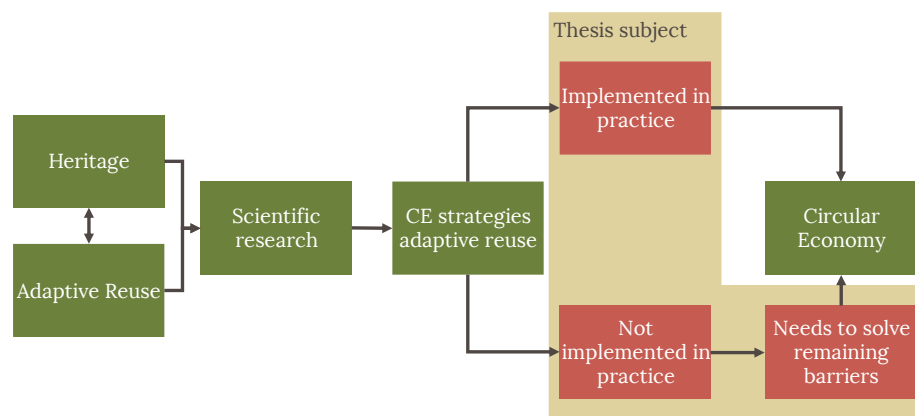 Thesis subject
Implemented in
practice
Heritage
Scientific
research
CE strategies
adaptive reuse
Circular
Economy
Adaptive Reuse
Not
implemented in
practice
Needs to solve
remaining
barriers